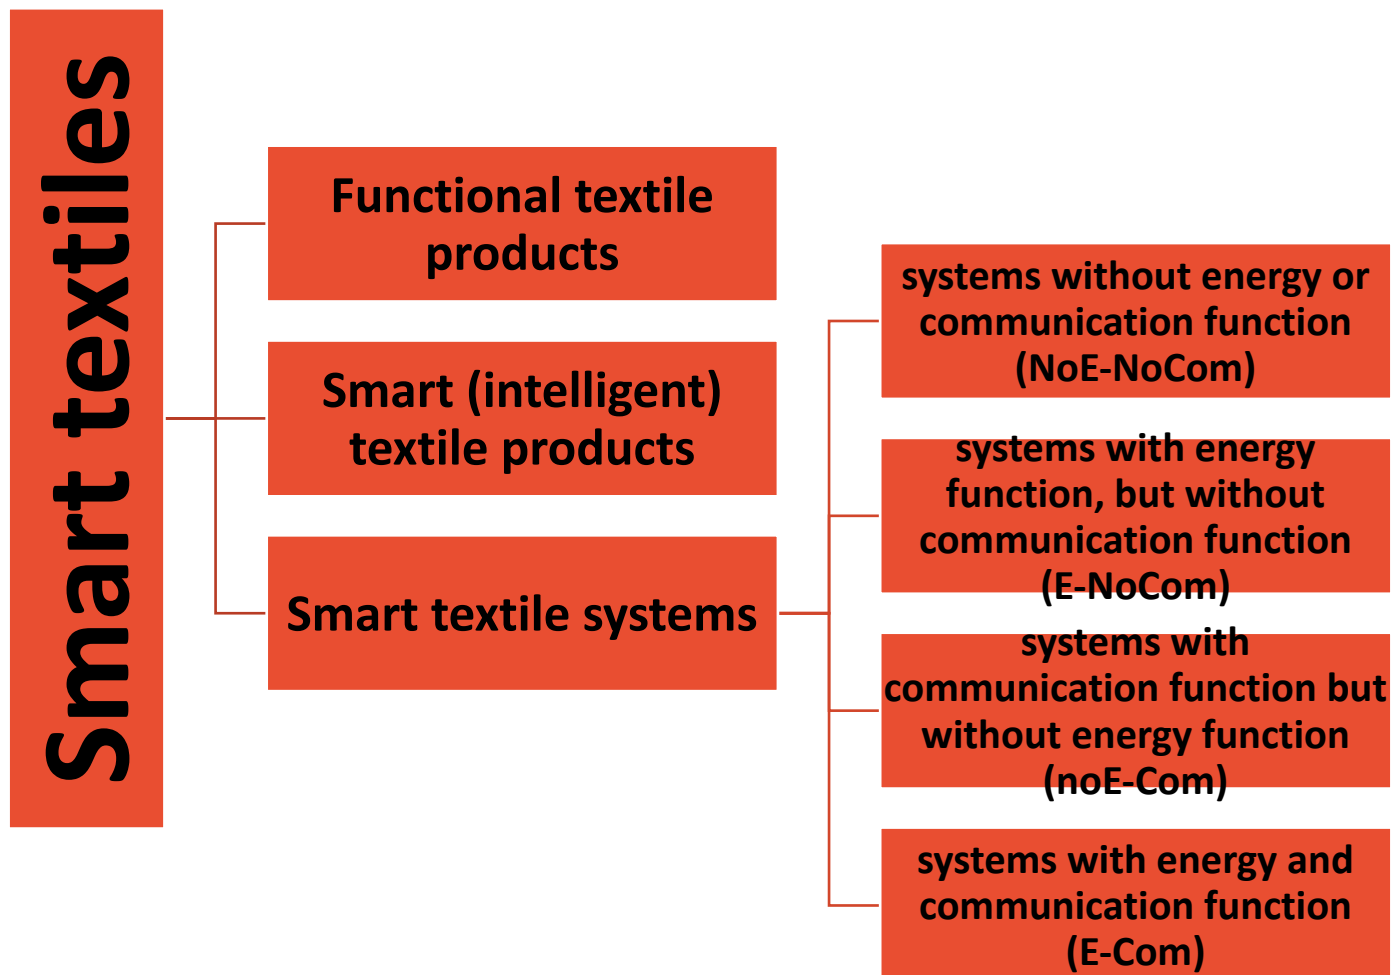 Smart textiles
Functional textile
products
Smart (intelligent)
textile products
Smart textile systems
systems without energy or
communication function
(NoE-NoCom)
systems with energy
function, but without
communication function
(E-NoCom)
systems with
communication function but
without energy function
(noE-Com)
systems with energy and
communication function
(E-Com)